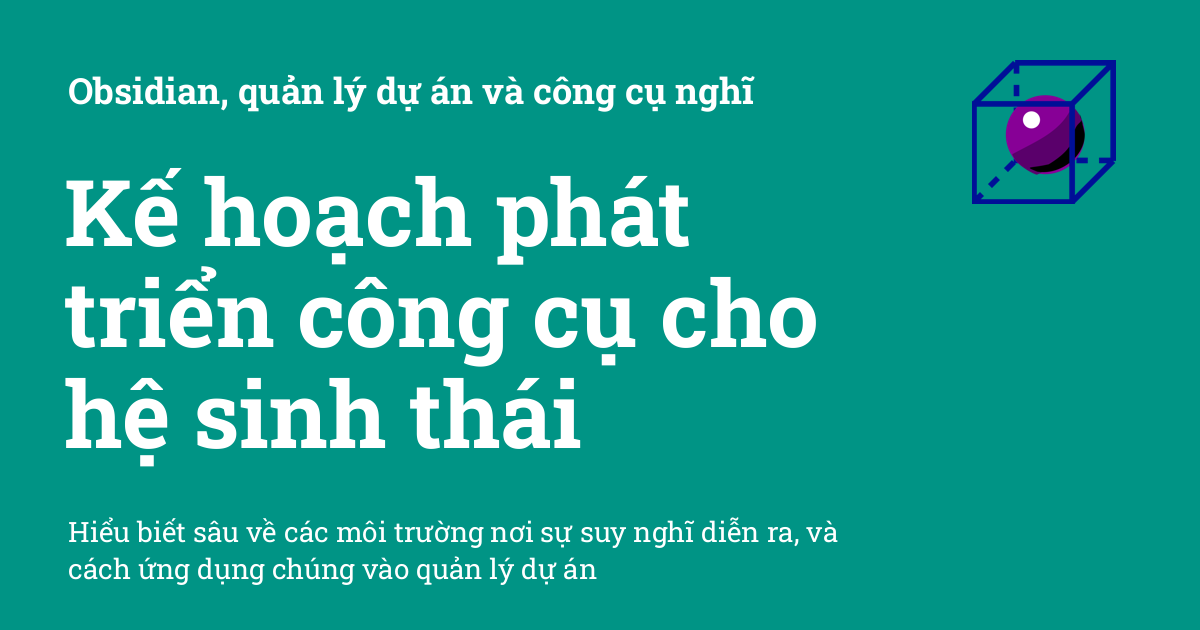 Obsidian, quản lý dự án và công cụ nghĩ
Kế hoạch phát
triển công cụ cho
hệ sinh thái
Hiểu biết sâu về các môi trường nơi sự suy nghĩ diễn ra, và
cách ứng dụng chúng vào quản lý dự án